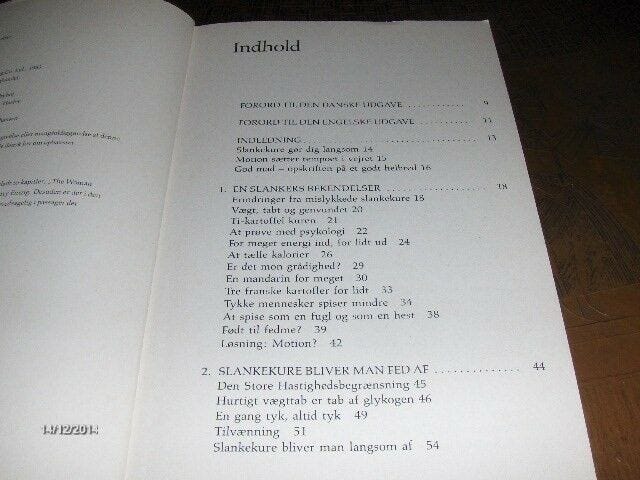 Indhold
FORORD TIL DEN DANSKE UDGAVE . . . . . . . . . . . . 9
FORORD TIL DEN ENGELSKE UDGAVE . . . . . . . . . . 11
INDLEDNING . . . . . . . . . . . . . . . . . . . . . . . . . . . . . . . 13
Slankekure gør dig langsom 14
Motion sætter tempoet i vejret 15
God mad – opskriften på et godt helbred 16
1. EN SLANKERS BEKENDELSER . . . . . . . . . . . . . . . . . . 18
Erindringer fra mislykkede slankekure 18
Vægt, tabt og genvundet 20
Ti-kartoffel kuren 21
At prøve med psykologi 22
For meget energi ind, for lidt ud 24
At tælle kalorier 26
Er det mon grådighed? 29
En mandarin for meget 30
Tre franske kartofler for lidt 33
Tykke mennesker spiser mindre 34
At spise som en fugl og som en hest 38
Født til fedme? 39
Løsning: Motion? 42
2. SLANKEKURE BLIVER MAN FED AF . . . . . . . . . . . . . . 44
Den Store Hastighedsbegrænsning 45
Hurtigt vægttab er tab af glykogen 46
En gang tyk, altid tyk 49
Tilvænning 51
Slankekure bliver man langsom af 54
14/12/2014